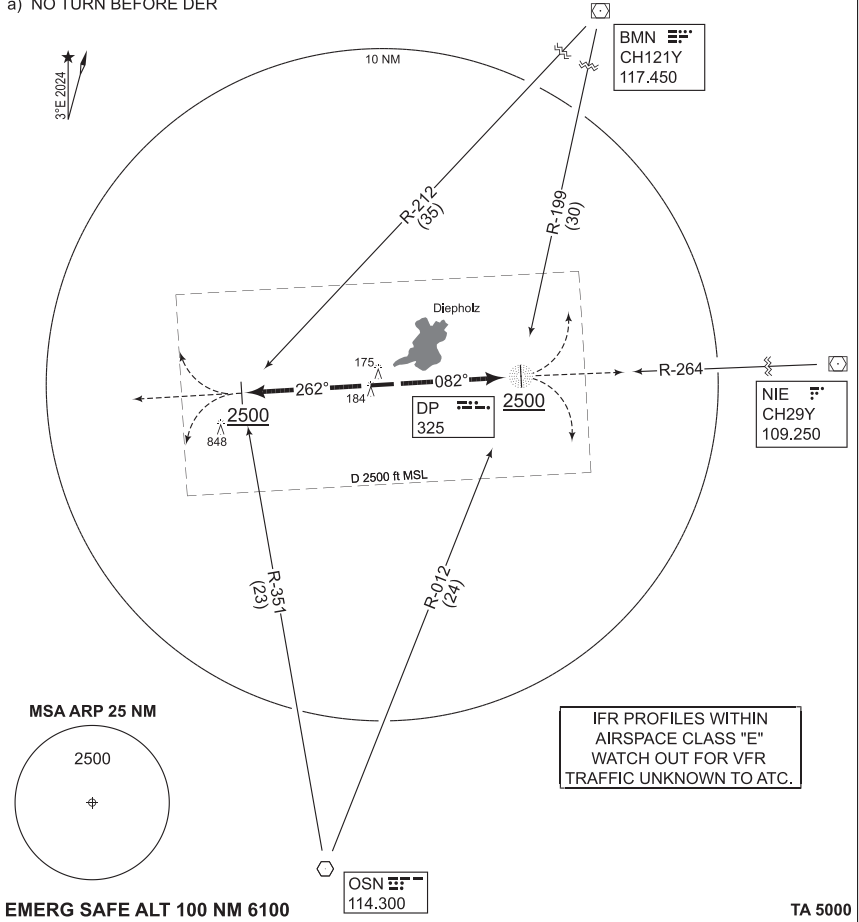 a) NO TURN BEFORE DER
3°E 2024
10 NM
BMN
CH121Y
117.450
R-212
(35)
R-199
(30)
Diepholz
175
184
262°
082°
R-264
2500
848
DP
325
2500
NIE
CH29Y
109.250
D 2500 ft MSL
R-351
(23)
R-012
(24)
MSA ARP 25 NM
2500
IFR PROFILES WITHIN
AIRSPACE CLASS "E"
WATCH OUT FOR VFR
TRAFFIC UNKNOWN TO ATC.
OSN
114.300
EMERG SAFE ALT 100 NM 6100
TA 5000